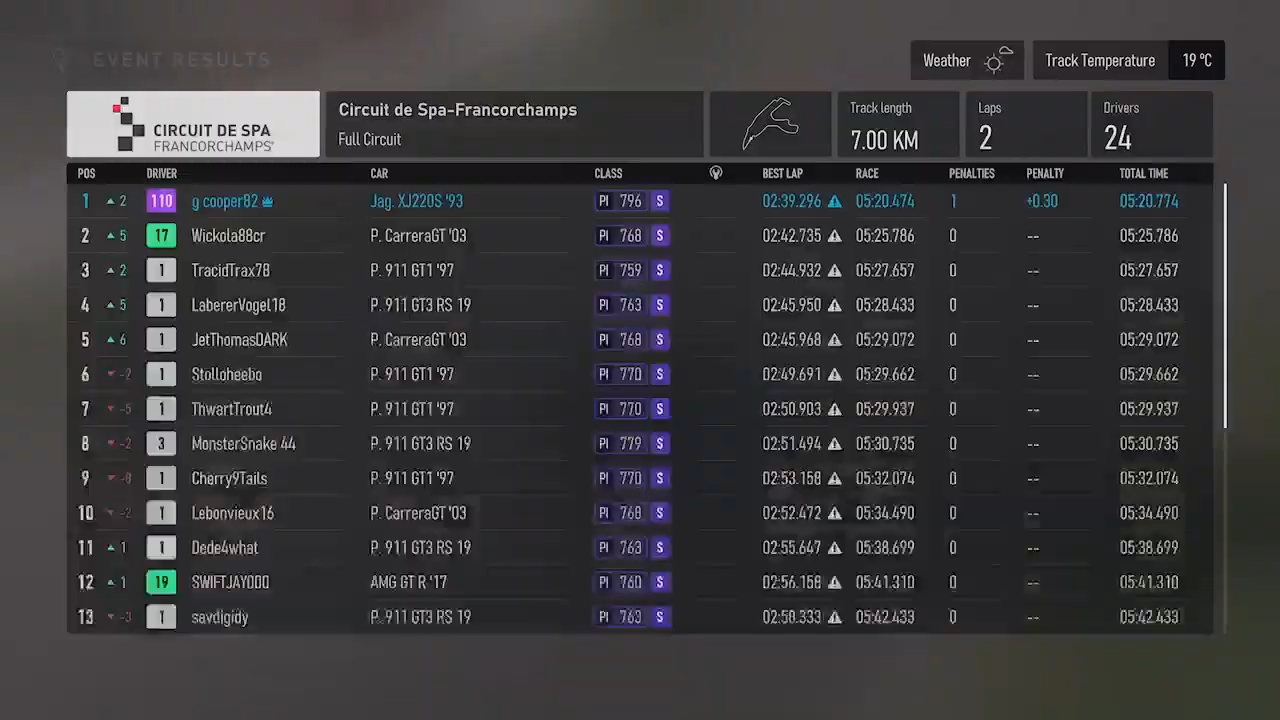 EVENT RESULTS
Weather
Track Temperature 19 °C
CIRCUIT DE SPA
FRANCORCHAMPS
Circuit de Spa-Francorchamps
Full Circuit
Track length
7.00 KM
Laps
2
Drivers
24
POS DRIVER CAR CLASS BEST LAP RACE PENALTIES PENALTY TOTAL TIME
1 2 110 g cooper82 Jag. XJ220S '93 PI 796 S 02:39.296 05:20.474 1 +0.30 05:20.774
2 5 17 Wickola88cr P. CarreraGT '03 PI 768 S 02:42.735 05:25.786 0 -- 05:25.786
3 2 1 TracidTrax78 P. 911 GT1 '97 PI 759 S 02:44.932 05:27.657 0 -- 05:27.657
4 5 1 LabererVogel18 P. 911 GT3 RS 19 PI 763 S 02:45.950 05:28.433 0 -- 05:28.433
5 6 1 JetThomasDARK P. CarreraGT '03 PI 768 S 02:45.968 05:29.072 0 -- 05:29.072
6 -2 1 Stolloheebo P. 911 GT1 '97 PI 770 S 02:49.691 05:29.662 0 -- 05:29.662
7 -5 1 ThwartTrout4 P. 911 GT1 '97 PI 770 S 02:50.903 05:29.937 0 -- 05:29.937
8 -2 3 MonsterSnake 44 P. 911 GT3 RS 19 PI 779 S 02:51.494 05:30.735 0 -- 05:30.735
9 1 Cherry9Tails P. 911 GT1 '97 PI 770 S 02:53.158 05:32.074 0 -- 05:32.074
10 -2 1 Lebonvieux16 P. CarreraGT '03 PI 768 S 02:52.472 05:34.490 0 -- 05:34.490
11 1 1 Dede4what P. 911 GT3 RS 19 PI 763 S 02:55.647 05:38.699 0 -- 05:38.699
12 1 19 SWIFTJAY000 AMG GT R '17 PI 760 S 02:56.158 05:41.310 0 -- 05:41.310
13 -3 1 savdigidy P. 911 GT3 RS 19 PI 763 S 02:58.333 05:42.433 0 -- 05:42.433